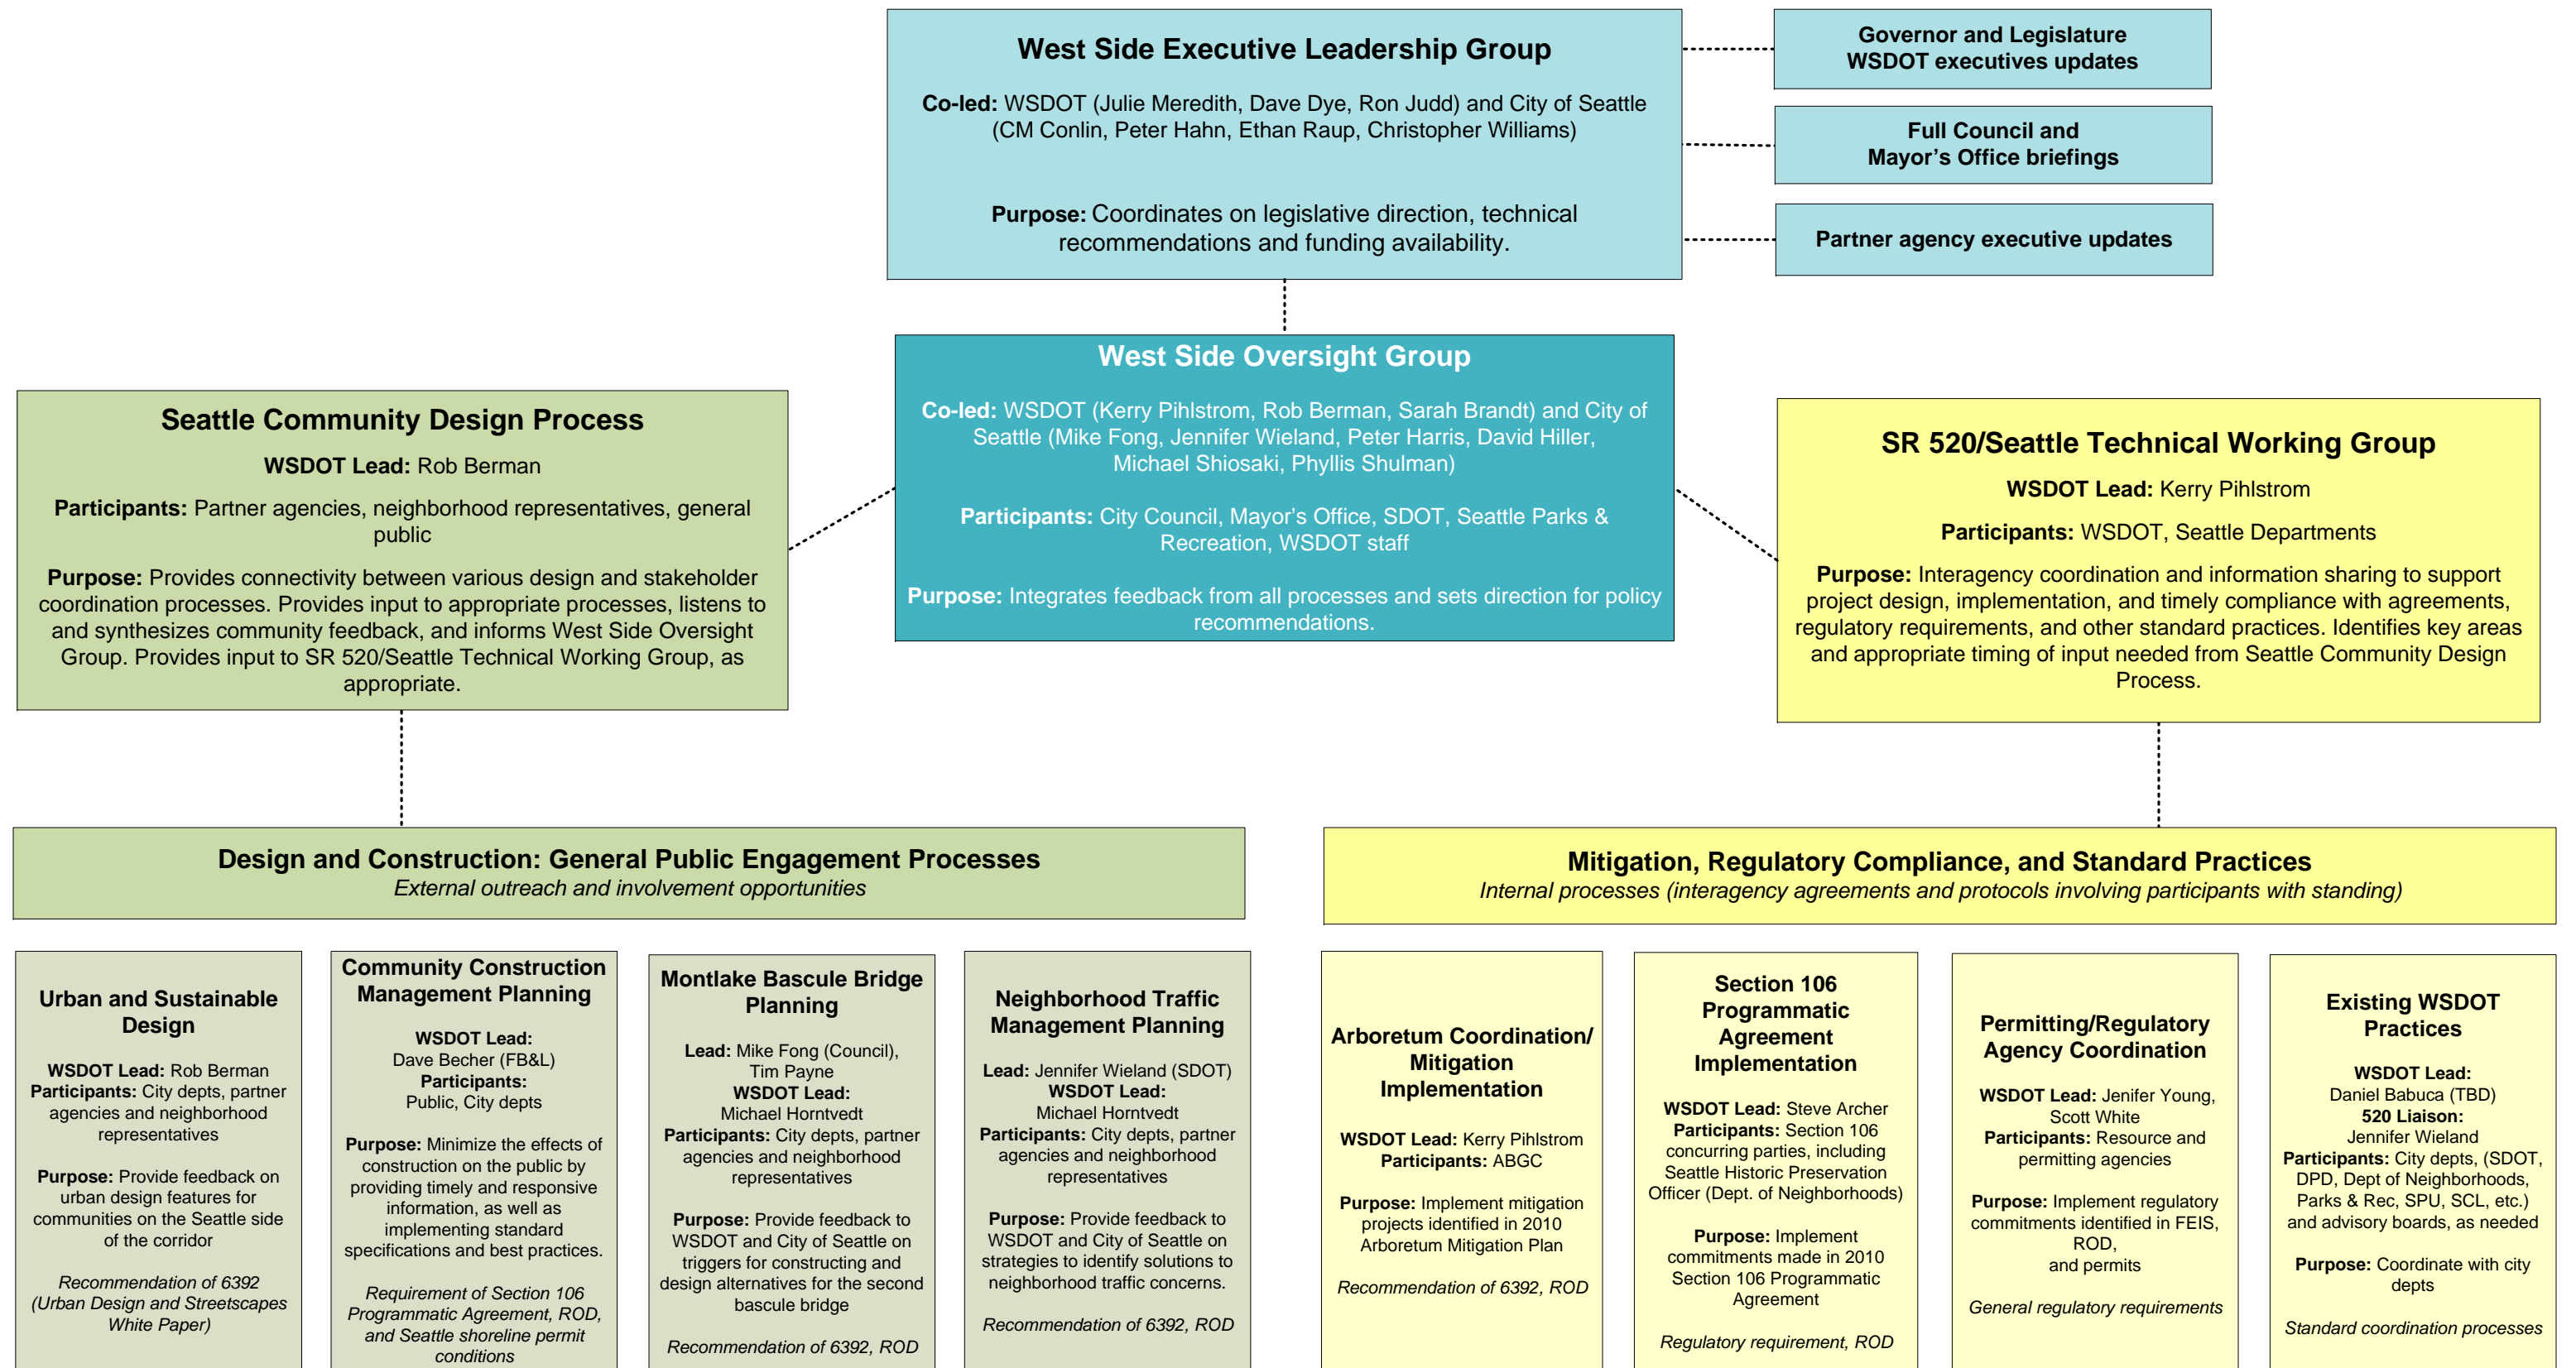 West Side Executive Leadership Group
Co-led: WSDOT (Julie Meredith, Dave Dye, Ron Judd) and City of Seattle
(CM Conlin, Peter Hahn, Ethan Raup, Christopher Williams)
Purpose: Coordinates on legislative direction, technical
recommendations and funding availability.
Governor and Legislature
WSDOT executives updates
Full Council and
Mayor’s Office briefings
Partner agency executive updates
West Side Oversight Group
Co-led: WSDOT (Kerry Pihlstrom, Rob Berman, Sarah Brandt) and City of
Seattle (Mike Fong, Jennifer Wieland, Peter Harris, David Hiller,
Michael Shiosaki, Phyllis Shulman)
Participants: City Council, Mayor’s Office, SDOT, Seattle Parks &
Recreation, WSDOT staff
Purpose: Integrates feedback from all processes and sets direction for policy
recommendations.
Seattle Community Design Process
WSDOT Lead: Rob Berman
Participants: Partner agencies, neighborhood representatives, general
public
Purpose: Provides connectivity between various design and stakeholder
coordination processes. Provides input to appropriate processes, listens to
and synthesizes community feedback, and informs West Side Oversight
Group. Provides input to SR 520/Seattle Technical Working Group, as
appropriate.
SR 520/Seattle Technical Working Group
WSDOT Lead: Kerry Pihlstrom
Participants: WSDOT, Seattle Departments
Purpose: Interagency coordination and information sharing to support
project design, implementation, and timely compliance with agreements,
regulatory requirements, and other standard practices. Identifies key areas
and appropriate timing of input needed from Seattle Community Design
Process.
Design and Construction: General Public Engagement Processes
External outreach and involvement opportunities
Mitigation, Regulatory Compliance, and Standard Practices
Internal processes (interagency agreements and protocols involving participants with standing)
Urban and Sustainable
Design
WSDOT Lead: Rob Berman
Participants: City depts, partner
agencies and neighborhood
representatives
Purpose: Provide feedback on
urban design features for
communities on the Seattle side
of the corridor
Recommendation of 6392
(Urban Design and Streetscapes
White Paper)
Community Construction
Management Planning
WSDOT Lead:
Dave Becher (FB&L)
Participants:
Public, City depts
Purpose: Minimize the effects of
construction on the public by
providing timely and responsive
information, as well as
implementing standard
specifications and best practices.
Requirement of Section 106
Programmatic Agreement, ROD,
and Seattle shoreline permit
conditions
Montlake Bascule Bridge
Planning
Lead: Mike Fong (Council),
Tim Payne
WSDOT Lead:
Michael Horntvedt
Participants: City depts, partner
agencies and neighborhood
representatives
Purpose: Provide feedback to
WSDOT and City of Seattle on
triggers for constructing and
design alternatives for the second
bascule bridge
Recommendation of 6392, ROD
Neighborhood Traffic
Management Planning
Lead: Jennifer Wieland (SDOT)
WSDOT Lead:
Michael Horntvedt
Participants: City depts, partner
agencies and neighborhood
representatives
Purpose: Provide feedback to
WSDOT and City of Seattle on
strategies to identify solutions to
neighborhood traffic concerns.
Recommendation of 6392, ROD
Arboretum Coordination/
Mitigation
Implementation
WSDOT Lead: Kerry Pihlstrom
Participants: ABGC
Purpose: Implement mitigation
projects identified in 2010
Arboretum Mitigation Plan
Recommendation of 6392, ROD
Section 106
Programmatic
Agreement
Implementation
WSDOT Lead: Steve Archer
Participants: Section 106
concurring parties, including
Seattle Historic Preservation
Officer (Dept. of Neighborhoods)
Purpose: Implement
commitments made in 2010
Section 106 Programmatic
Agreement
Regulatory requirement, ROD
Permitting/Regulatory
Agency Coordination
WSDOT Lead: Jenifer Young,
Scott White
Participants: Resource and
permitting agencies
Purpose: Implement regulatory
commitments identified in FEIS,
ROD,
and permits
General regulatory requirements
Existing WSDOT
Practices
WSDOT Lead:
Daniel Babuca (TBD)
520 Liaison:
Jennifer Wieland
Participants: City depts, (SDOT,
DPD, Dept of Neighborhoods,
Parks & Rec, SPU, SCL, etc.)
and advisory boards, as needed
Purpose: Coordinate with city
depts
Standard coordination processes